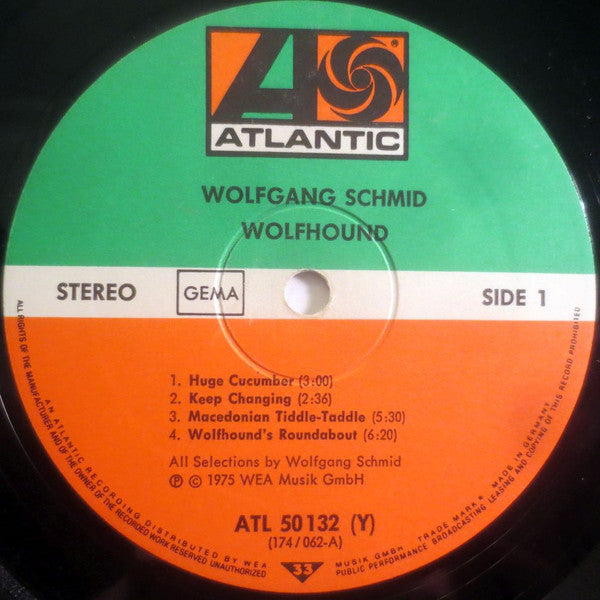 ATLANTIC
®
WOLFGANG SCHMID
WOLFHOUND
STEREO GEMA SIDE 1
1. Huge Cucumber (3:00)
2. Keep Changing (2:36)
3. Macedonian Tiddle-Taddle (5:30)
4. Wolfhound's Roundabout (6:20)
All Selections by Wolfgang Schmid
℗ © 1975 WEA Musik GmbH
ATL 50132 (Y)
(174/062-A)
33
ALL RIGHTS OF THE MANUFACTURER AND OF THE OWNER OF THE RECORDED WORK RESERVED UNAUTHORIZED PUBLIC PERFORMANCE BROADCASTING LEASING AND COPYING OF THIS RECORD PROHIBITED
AN ATLANTIC RECORDING DISTRIBUTED BY WEA MUSIK GMBH TRADE MARK MADE IN GERMANY